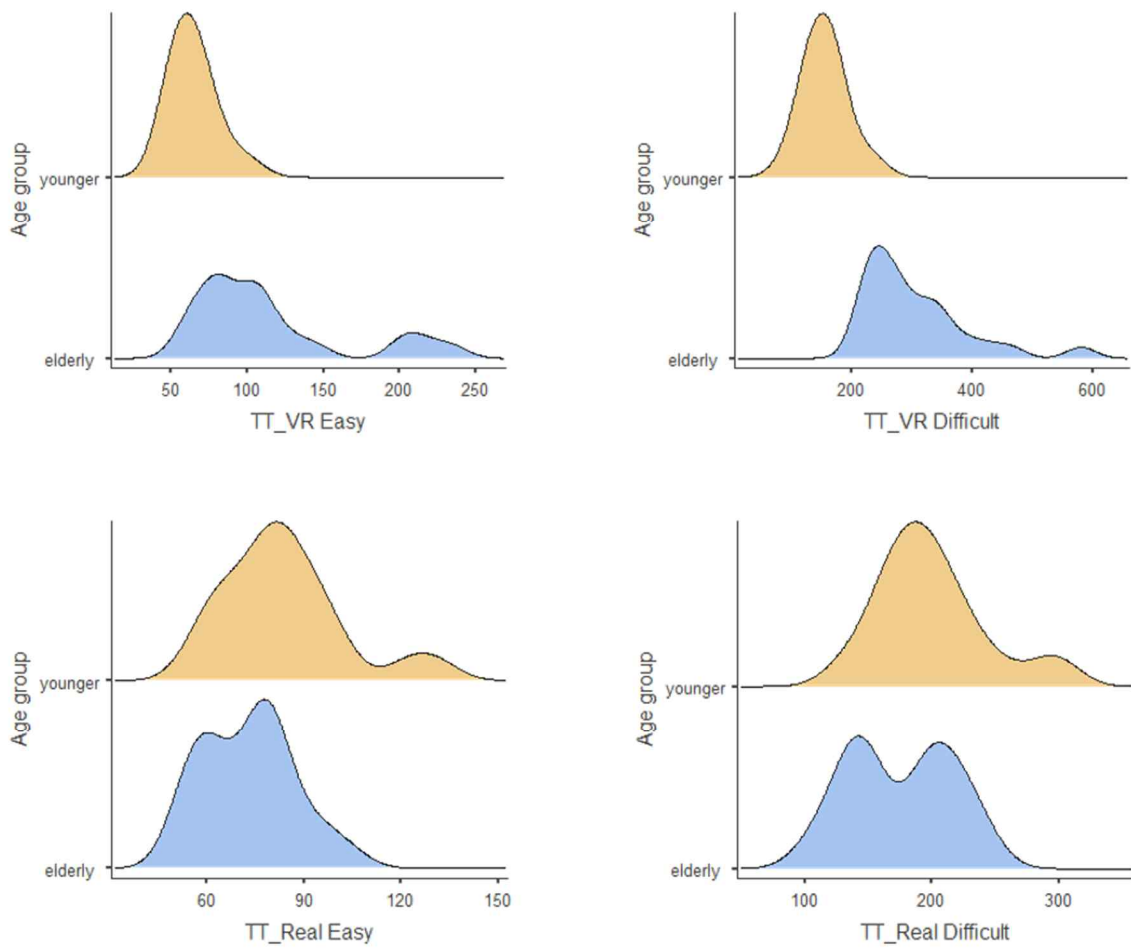 Age group
younger
elderly
50 100 150 200 250
TT_VR Easy
Age group
younger
elderly
200 400 600
TT_VR Difficult
Age group
younger
elderly
60 90 120 150
TT_Real Easy
Age group
younger
elderly
100 200 300
TT_Real Difficult